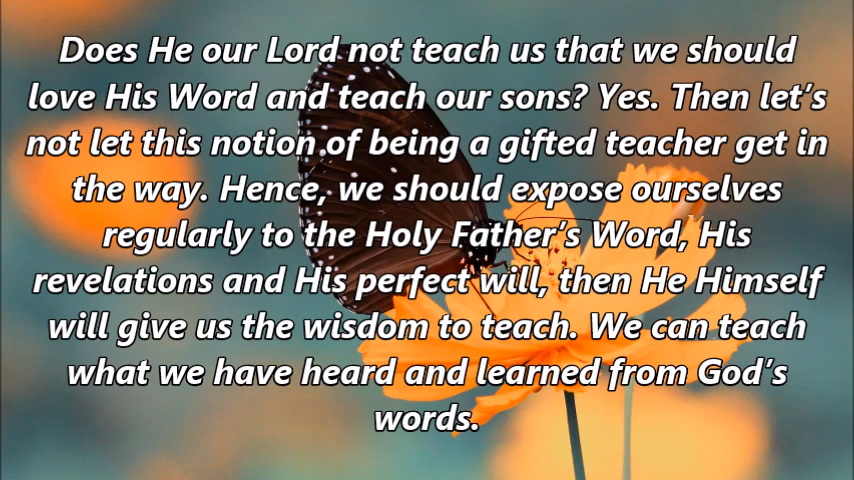 Does He our Lord not teach us that we should
love His Word and teach our sons? Yes. Then let’s
not let this notion of being a gifted teacher get in
the way. Hence, we should expose ourselves
regularly to the Holy Father’s Word, His
revelations and His perfect will, then He Himself
will give us the wisdom to teach. We can teach
what we have heard and learned from God’s
words.